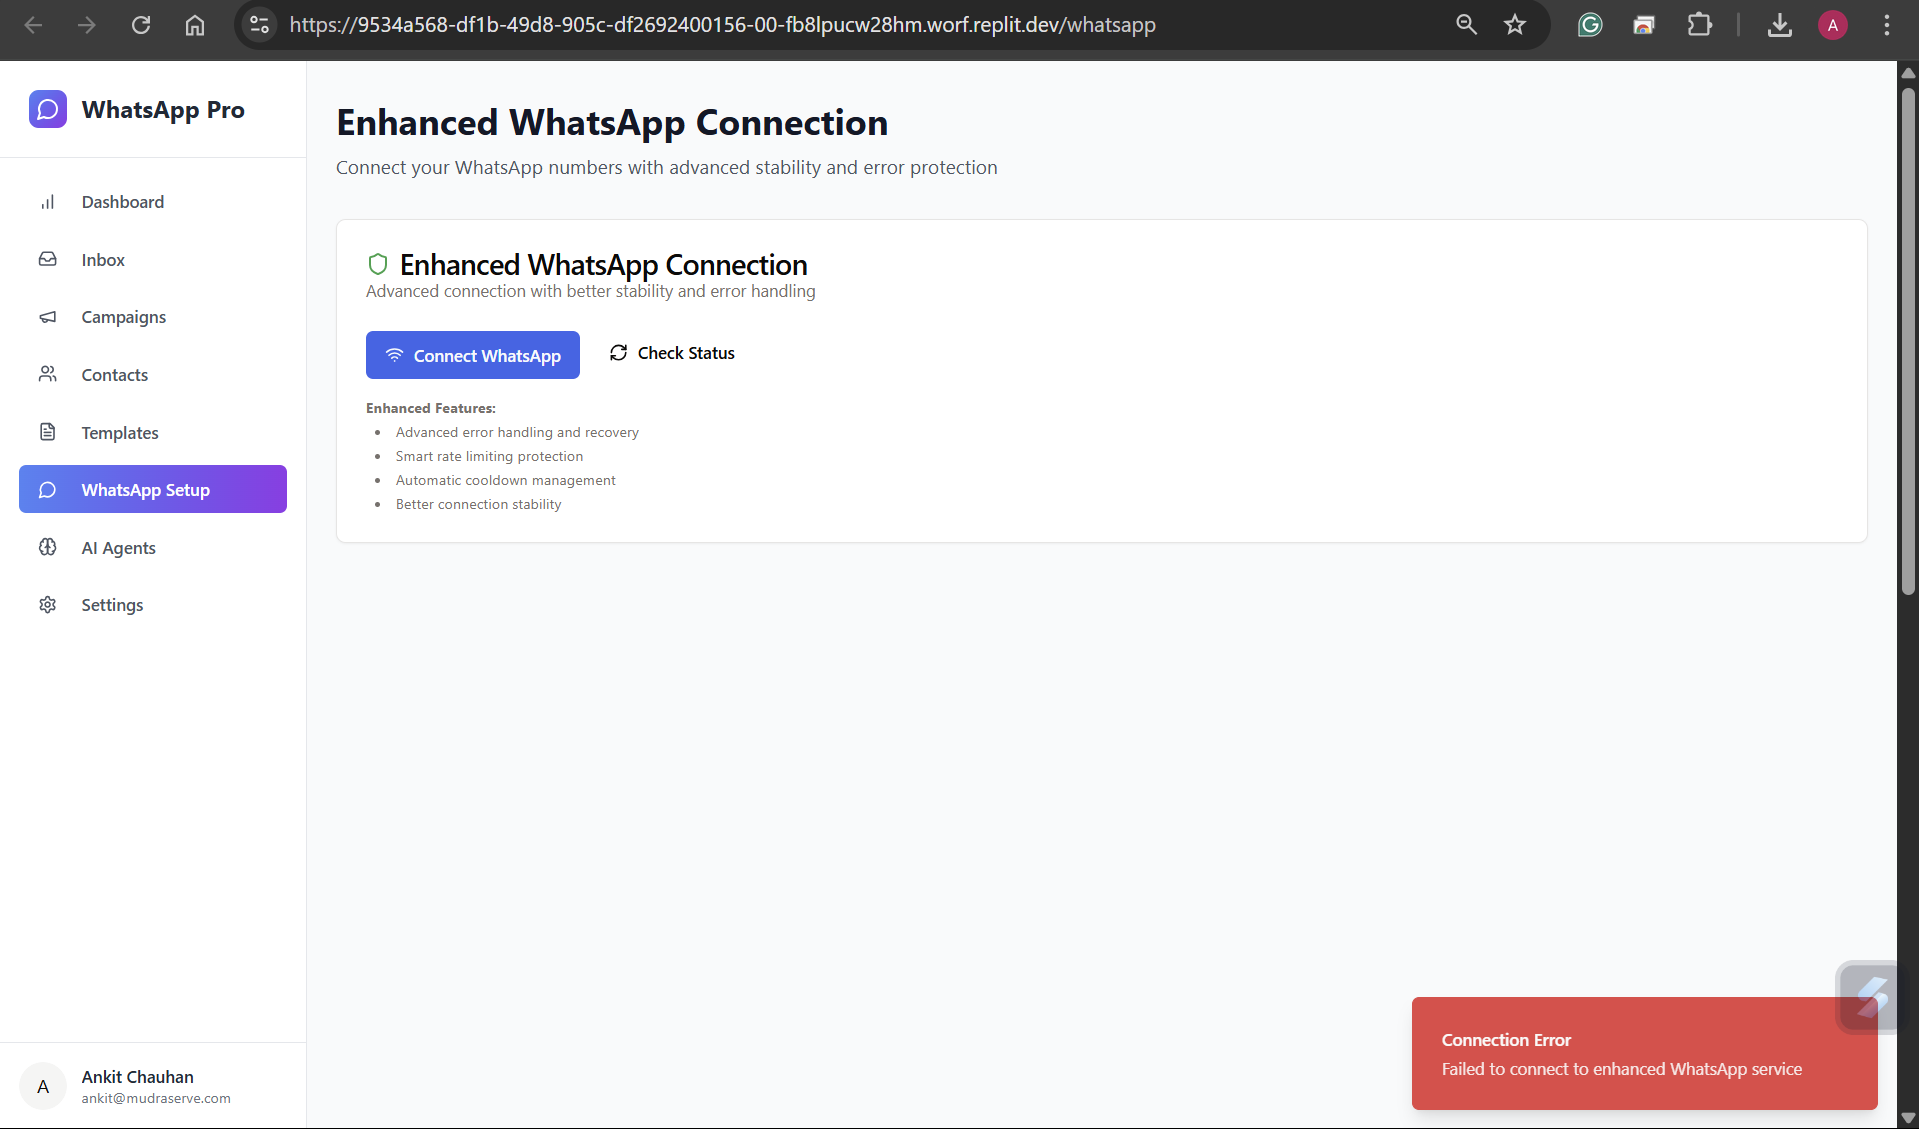 https://9534a568-df1b-49d8-905c-df2692400156-00-fb8lpucw28hm.worf.replit.dev/whatsapp
A
WhatsApp Pro
Dashboard
Inbox
Campaigns
Contacts
Templates
WhatsApp Setup
AI Agents
Settings
A
Ankit Chauhan
ankit@mudraserve.com
Enhanced WhatsApp Connection
Connect your WhatsApp numbers with advanced stability and error protection
Enhanced WhatsApp Connection
Advanced connection with better stability and error handling
Connect WhatsApp
Check Status
Enhanced Features:
• Advanced error handling and recovery
• Smart rate limiting protection
• Automatic cooldown management
• Better connection stability
Connection Error
Failed to connect to enhanced WhatsApp service